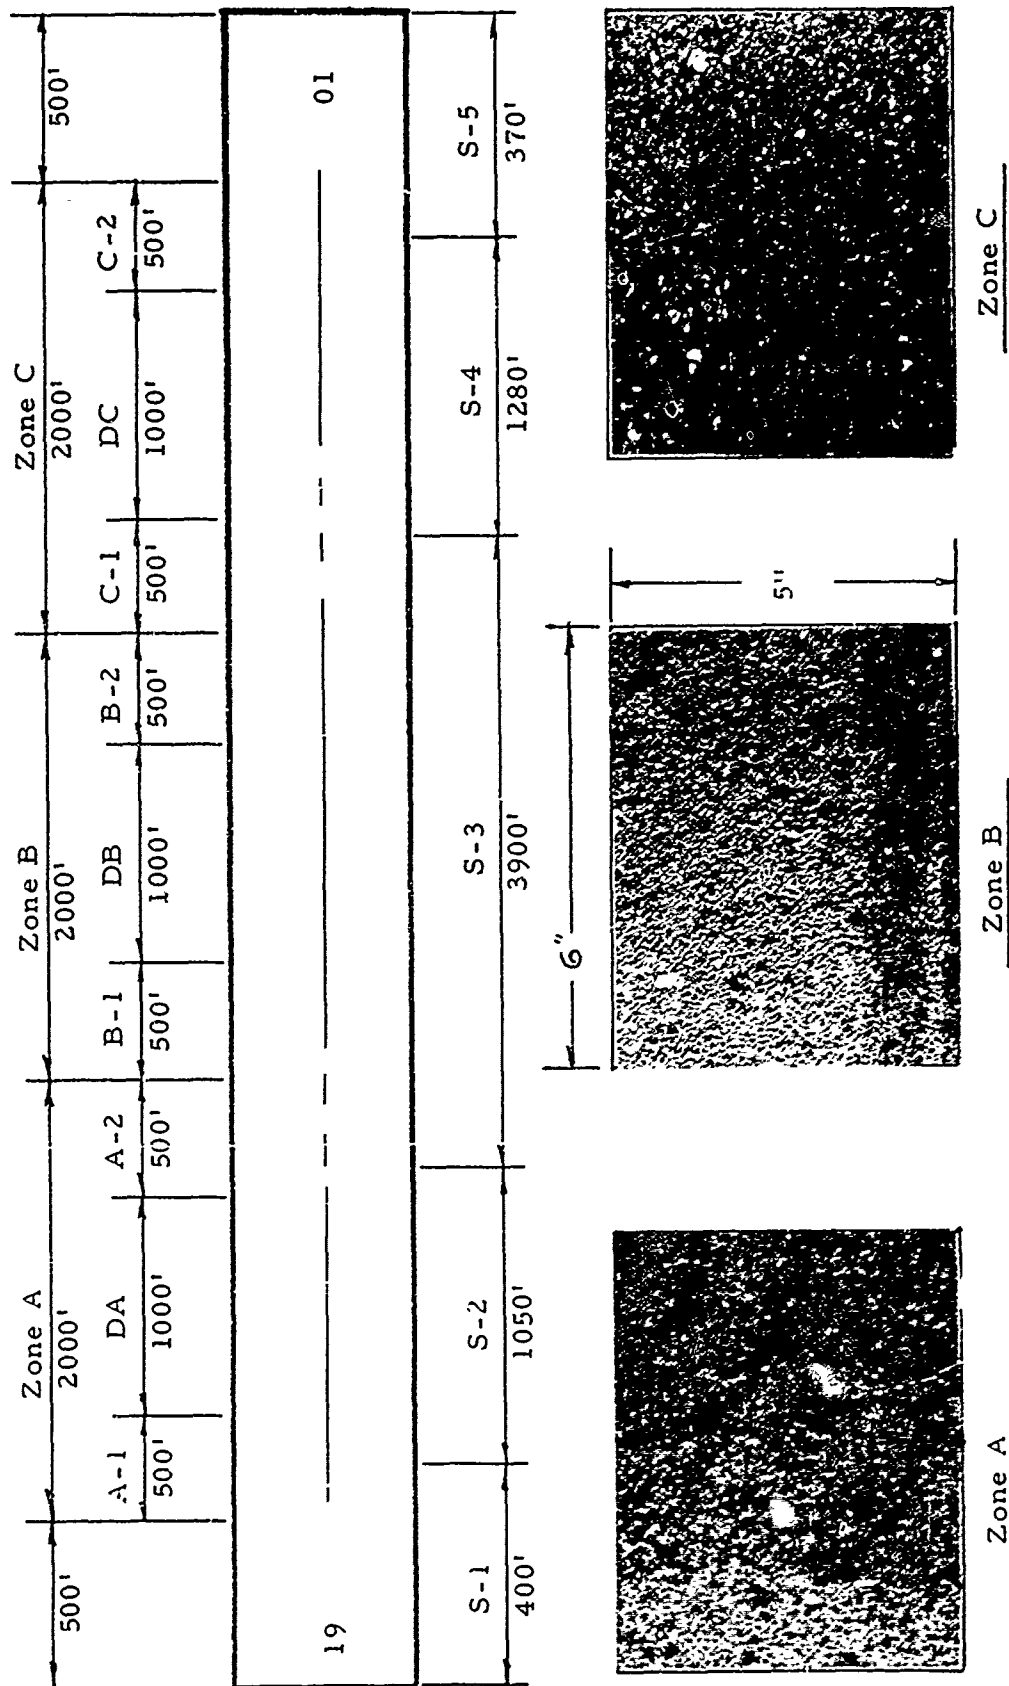 500'
Zone A
2000'
Zone B
2000'
Zone C
2000'
500'
A-1
500'
DA
1000'
A-2
500'
B-1
500'
DB
1000'
B-2
500'
C-1
500'
DC
1000'
C-2
500'
19
01
S-1
400'
S-2
1050'
S-3
3900'
S-4
1280'
S-5
370'
6"
5"
Zone A
Zone B
Zone C